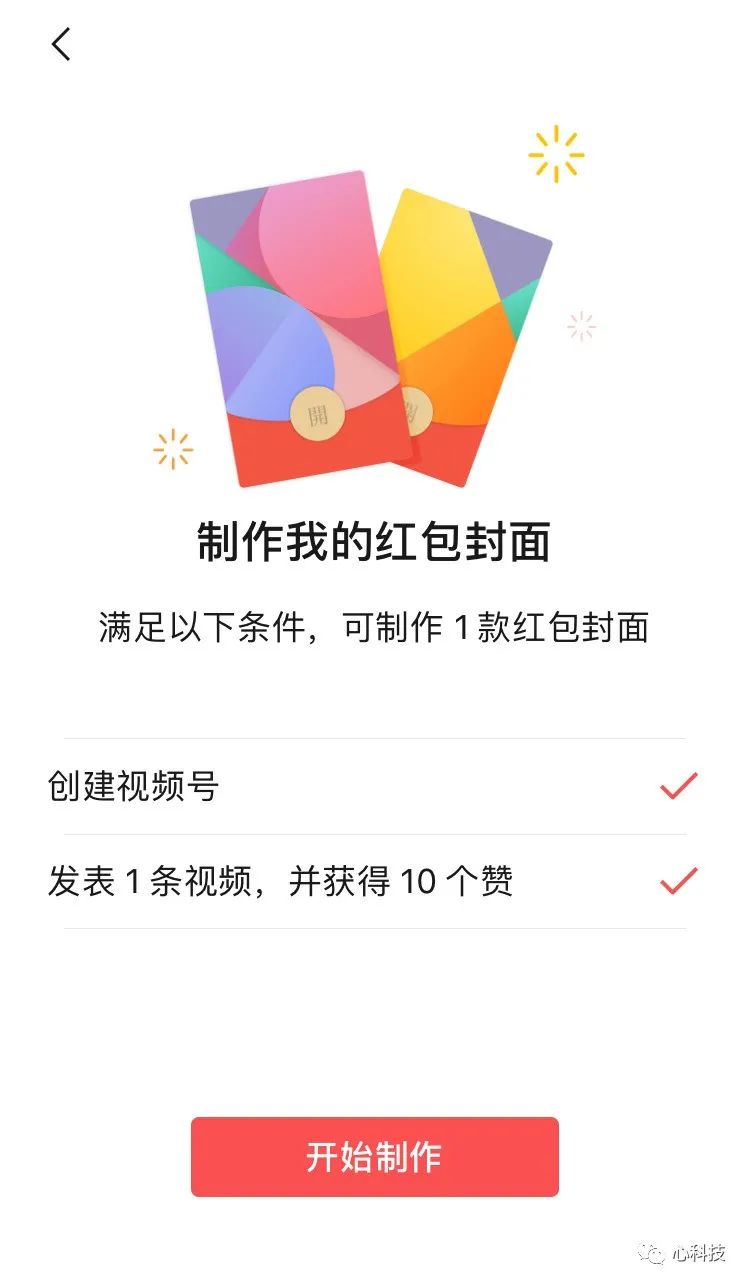 開
制作我的红包封面
满足以下条件，可制作 1 款红包封面
创建视频号
发表 1 条视频，并获得 10 个赞
开始制作
心科技